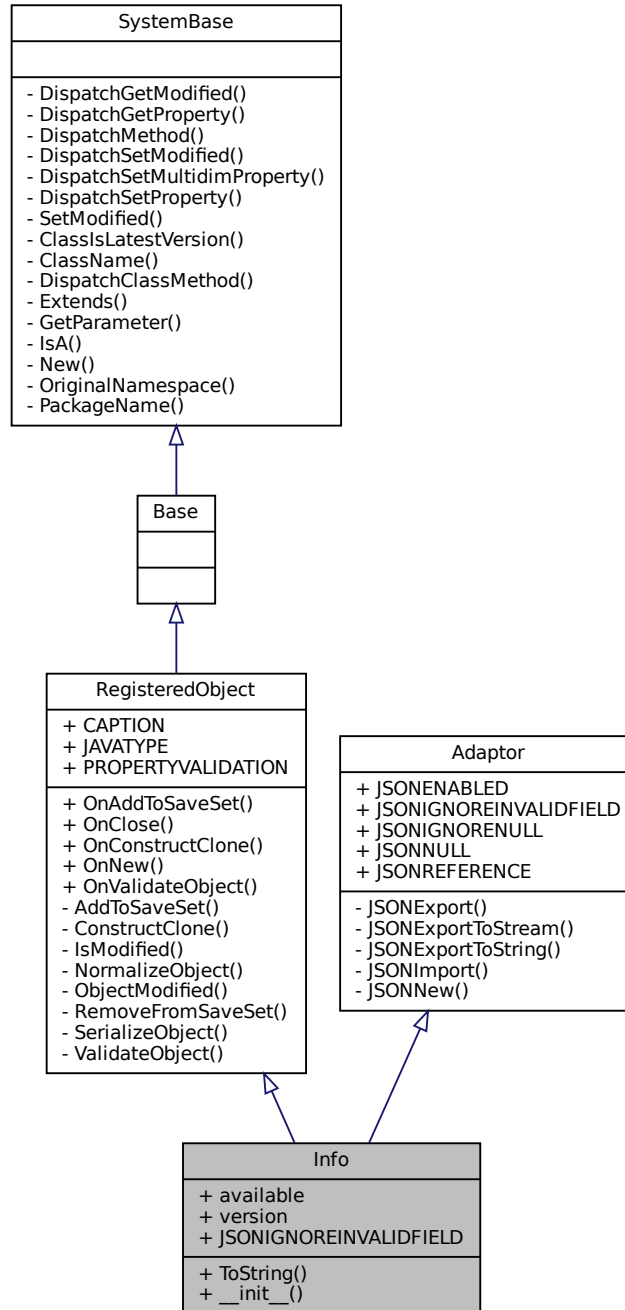 SystemBase
- DispatchGetModified()
- DispatchGetProperty()
- DispatchMethod()
- DispatchSetModified()
- DispatchSetMultidimProperty()
- DispatchSetProperty()
- SetModified()
- ClassIsLatestVersion()
- ClassName()
- DispatchClassMethod()
- Extends()
- GetParameter()
- IsA()
- New()
- OriginalNamespace()
- PackageName()
Base
RegisteredObject
+ CAPTION
+ JAVATYPE
+ PROPERTYVALIDATION
+ OnAddToSaveSet()
+ OnClose()
+ OnConstructClone()
+ OnNew()
+ OnValidateObject()
- AddToSaveSet()
- ConstructClone()
- IsModified()
- NormalizeObject()
- ObjectModified()
- RemoveFromSaveSet()
- SerializeObject()
- ValidateObject()
Adaptor
+ JSONENABLED
+ JSONIGNOREINVALIDFIELD
+ JSONIGNORENULL
+ JSONNULL
+ JSONREFERENCE
- JSONExport()
- JSONExportToStream()
- JSONExportToString()
- JSONImport()
- JSONNew()
Info
+ available
+ version
+ JSONIGNOREINVALIDFIELD
+ ToString()
+ __init__()